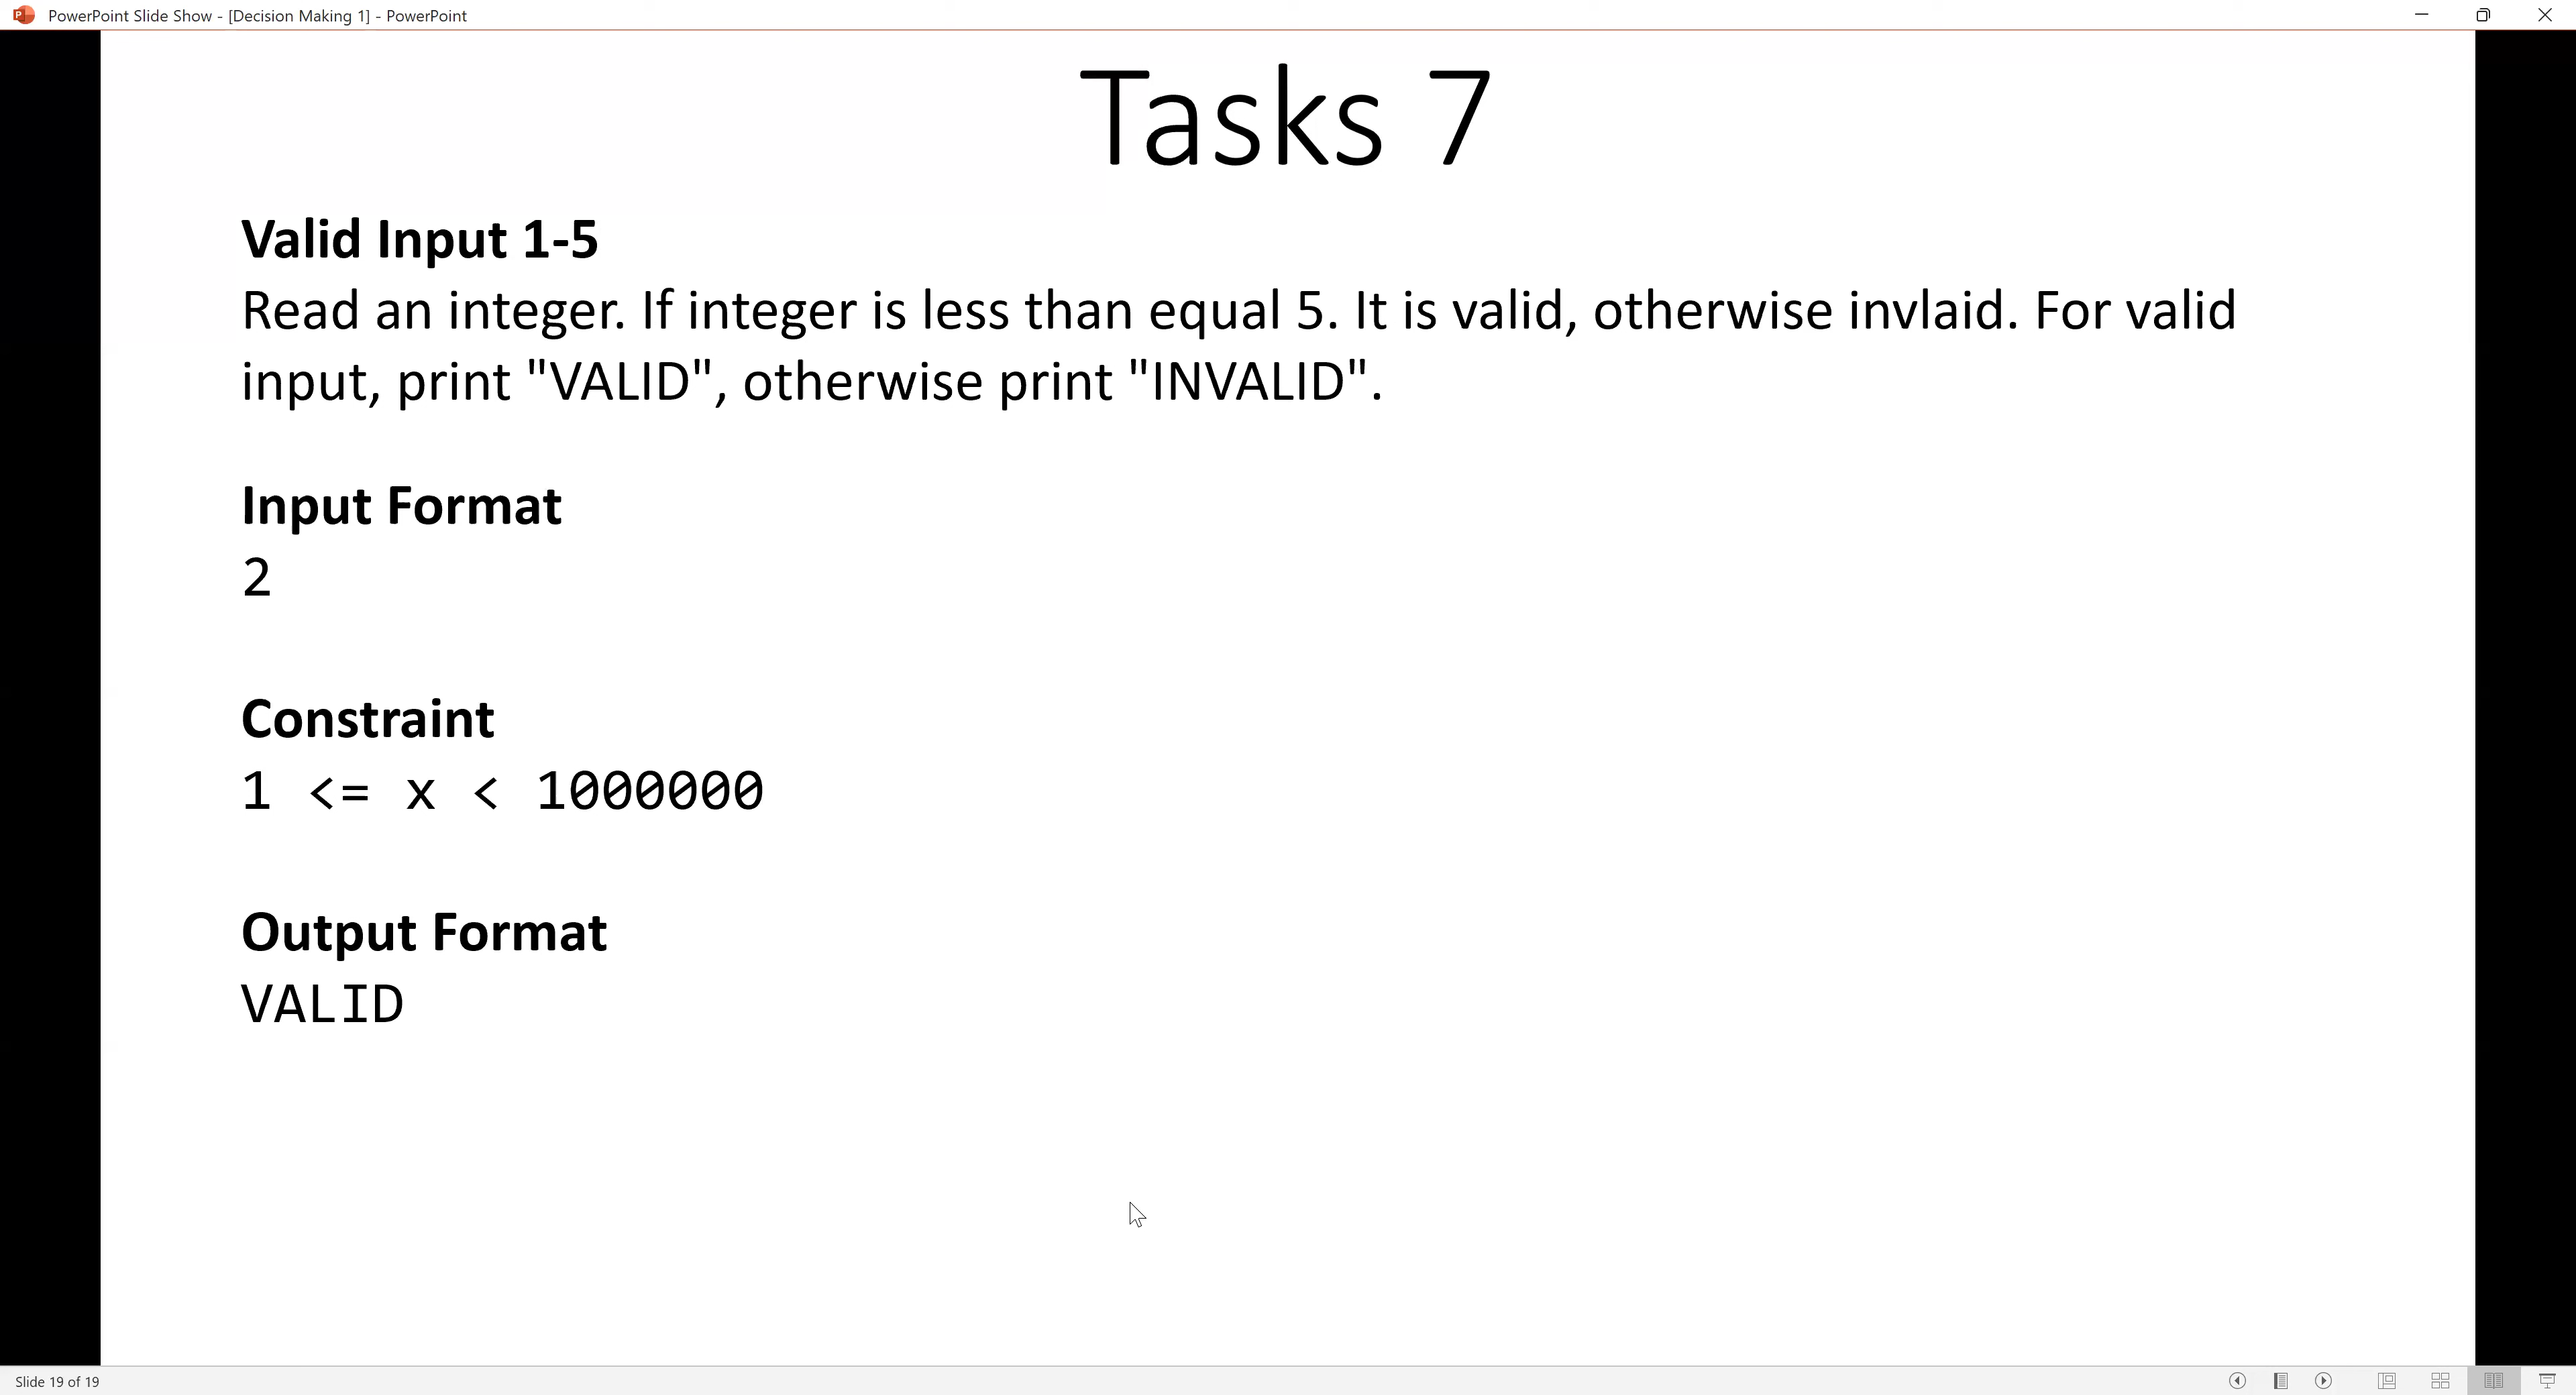 PowerPoint Slide Show - [Decision Making 1] - PowerPoint
Tasks 7
Valid Input 1-5
Read an integer. If integer is less than equal 5. It is valid, otherwise invlaid. For valid
input, print "VALID", otherwise print "INVALID".
Input Format
2
Constraint
1 <= x < 1000000
Output Format
VALID
Slide 19 of 19